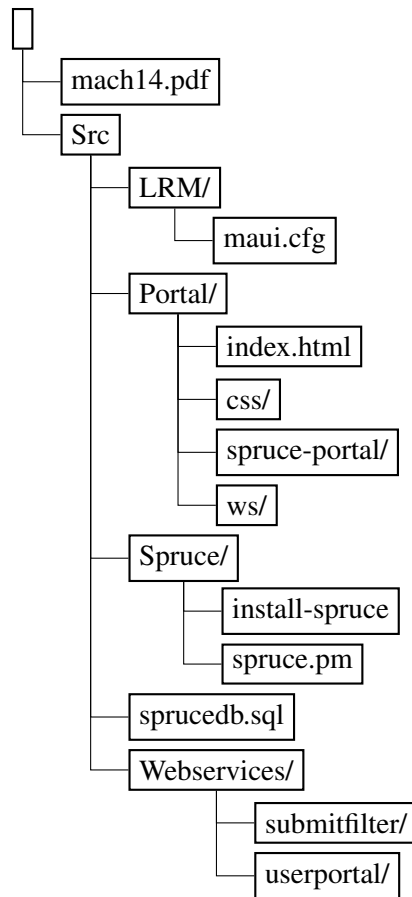 mach14.pdf
Src
LRM/
maui.cfg
Portal/
index.html
css/
spruce-portal/
ws/
Spruce/
install-spruce
spruce.pm
sprucedb.sql
Webservices/
submitfilter/
userportal/